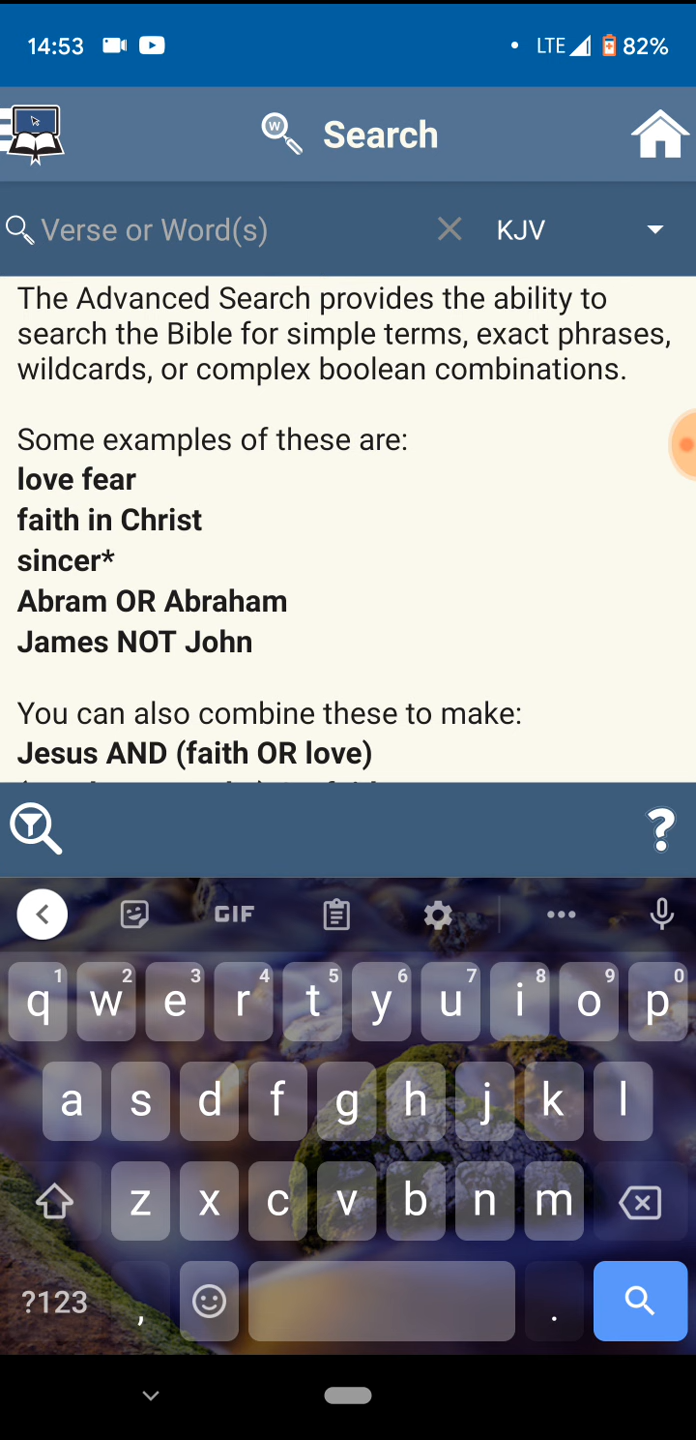 14:53 LTE 82%
W Search
Verse or Word(s) KJV
The Advanced Search provides the ability to
search the Bible for simple terms, exact phrases,
wildcards, or complex boolean combinations.
Some examples of these are:
love fear
faith in Christ
sincer*
Abram OR Abraham
James NOT John
You can also combine these to make:
Jesus AND (faith OR love)
?
GIF
1 2 3 4 5 6 7 8 9 0
q w e r t y u i o p
a s d f g h j k l
z x c v b n m
?123 , .